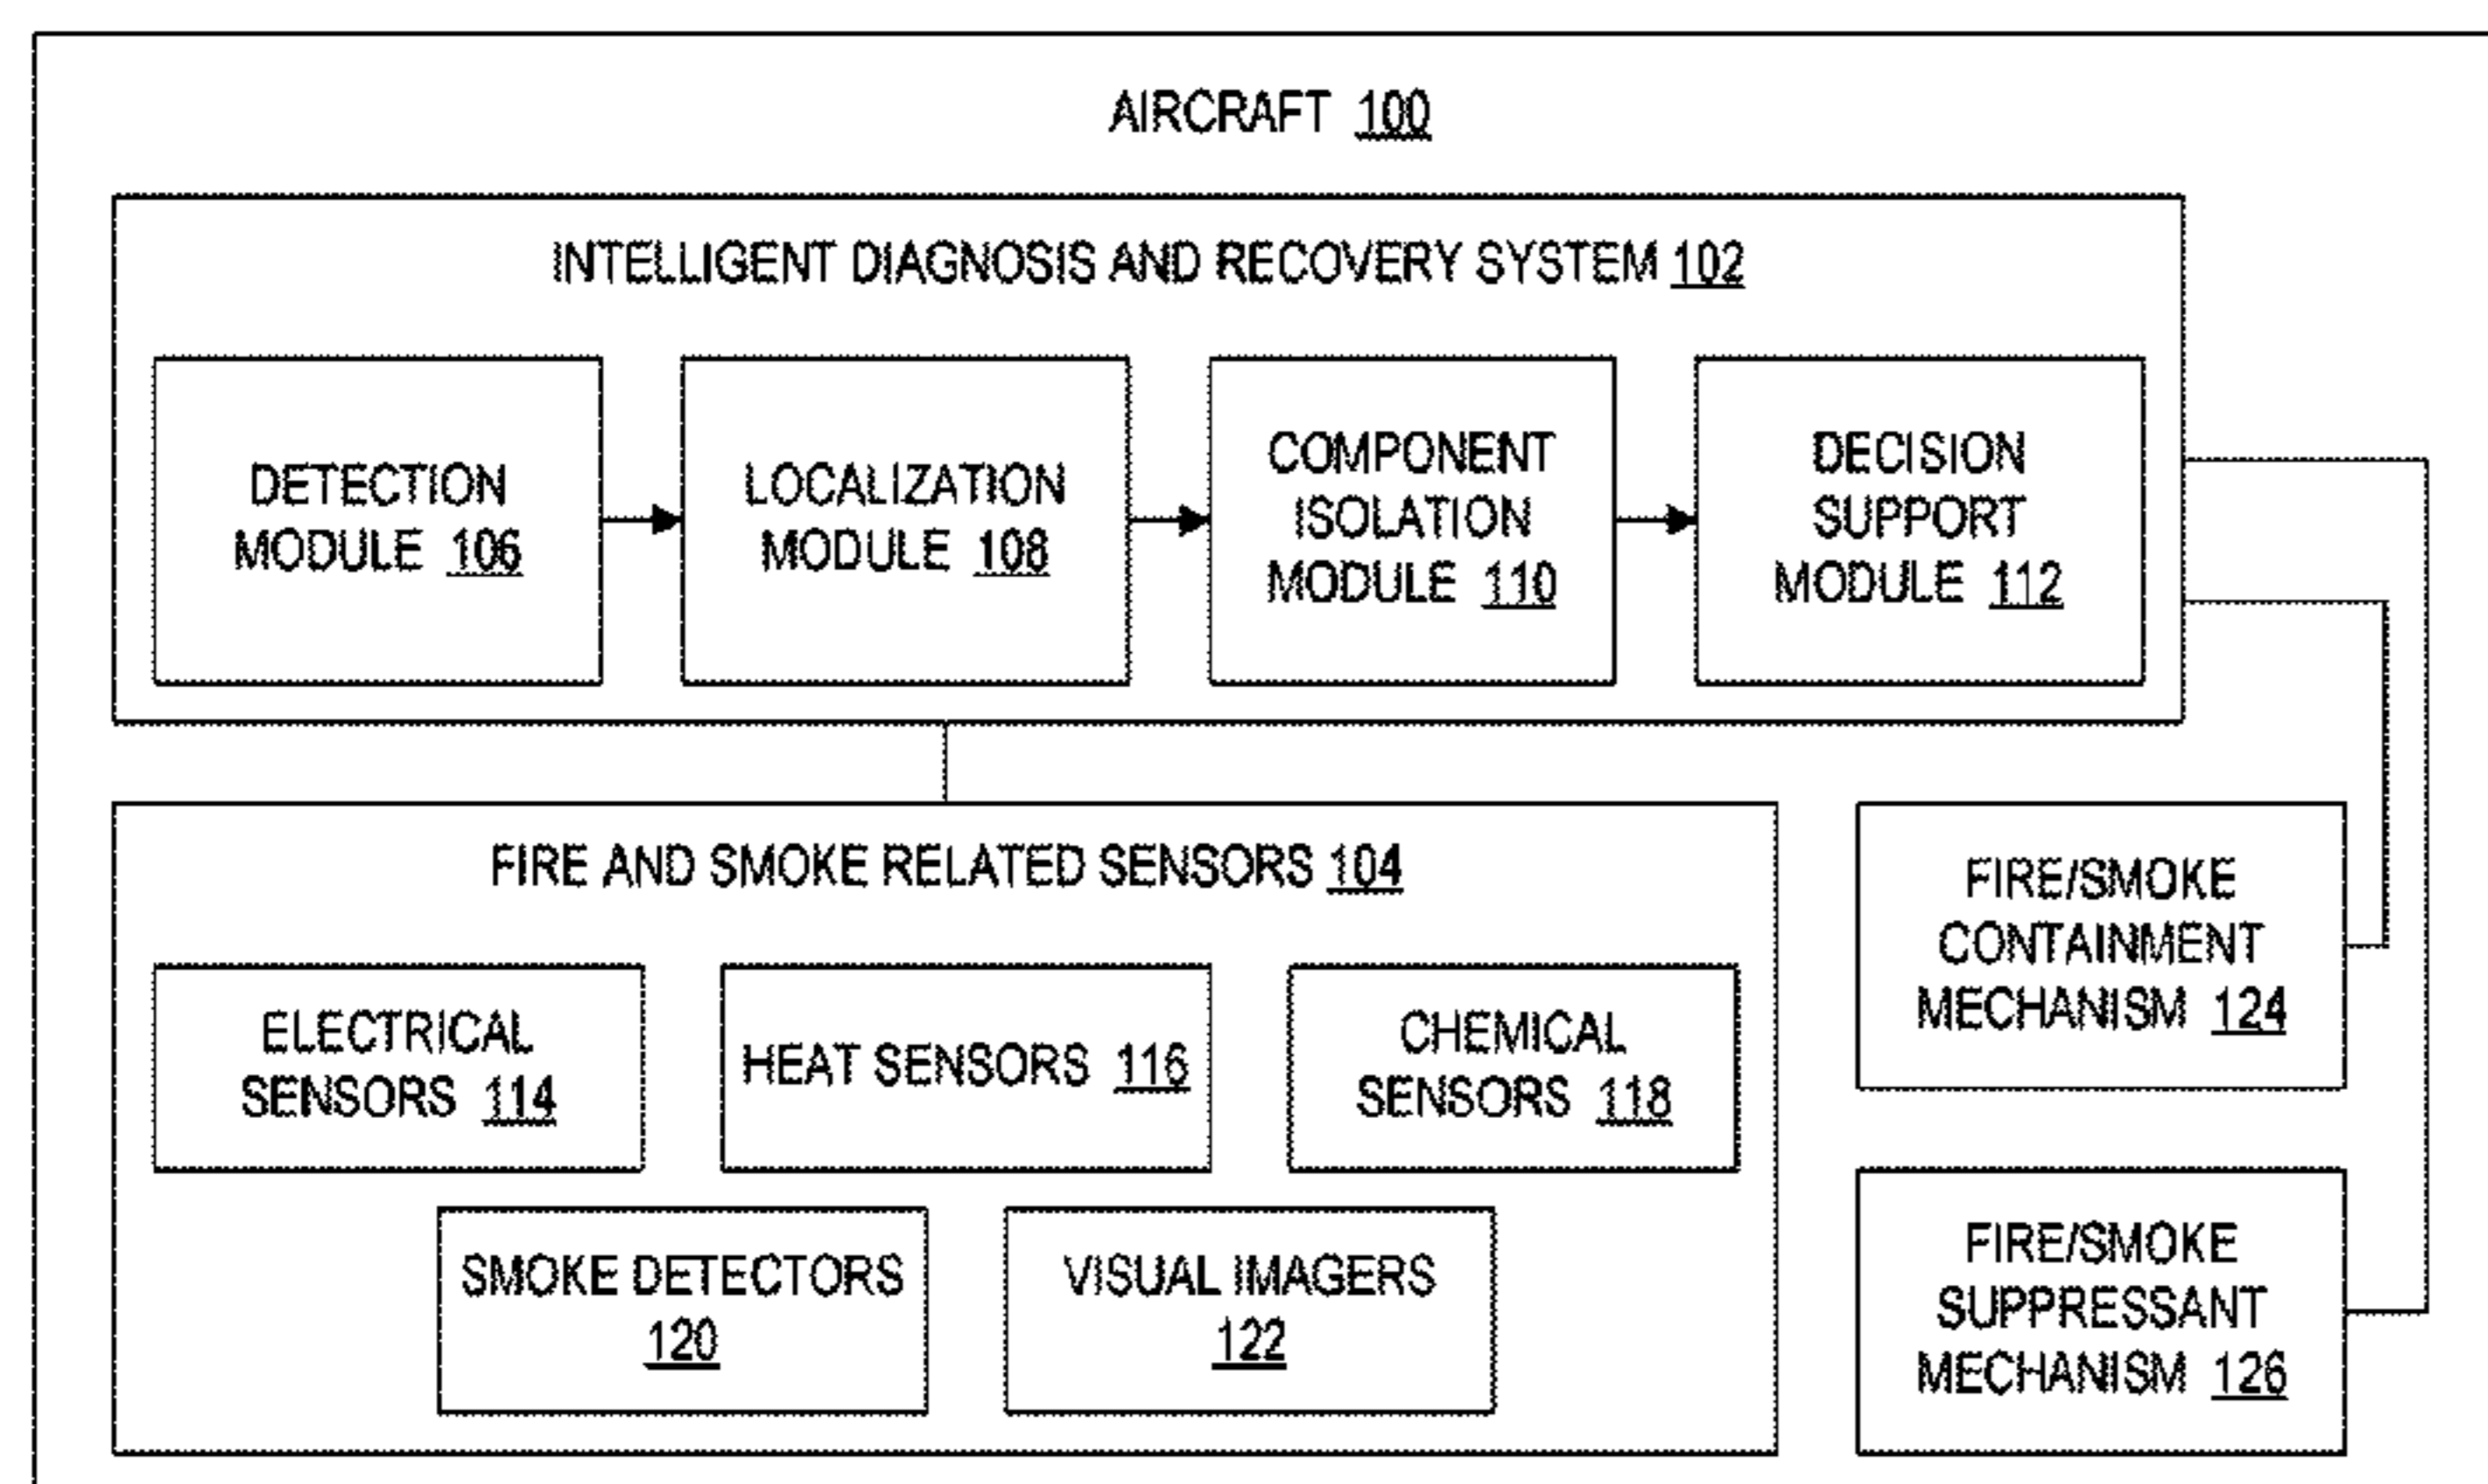 AIRCRAFT 100
INTELLIGENT DIAGNOSIS AND RECOVERY SYSTEM 102
DETECTION
MODULE 106
LOCALIZATION
MODULE 108
COMPONENT
ISOLATION
MODULE 110
DECISION
SUPPORT
MODULE 112
FIRE AND SMOKE RELATED SENSORS 104
ELECTRICAL
SENSORS 114
HEAT SENSORS 116
CHEMICAL
SENSORS 118
SMOKE DETECTORS
120
VISUAL IMAGERS
122
FIRE/SMOKE
CONTAINMENT
MECHANISM 124
FIRE/SMOKE
SUPPRESSANT
MECHANISM 126